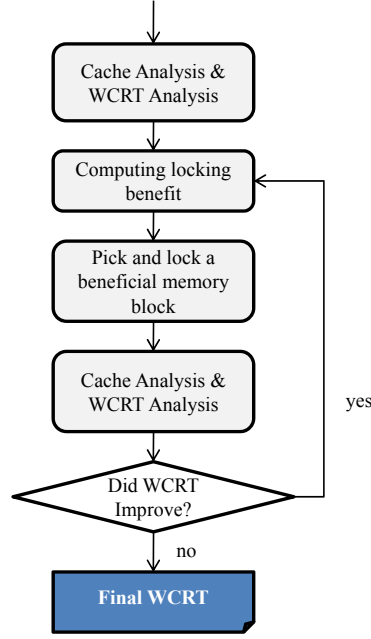 Cache Analysis &
WCRT Analysis
Computing locking
benefit
Pick and lock a
beneficial memory
block
Cache Analysis &
WCRT Analysis
yes
Did WCRT
Improve?
no
Final WCRT